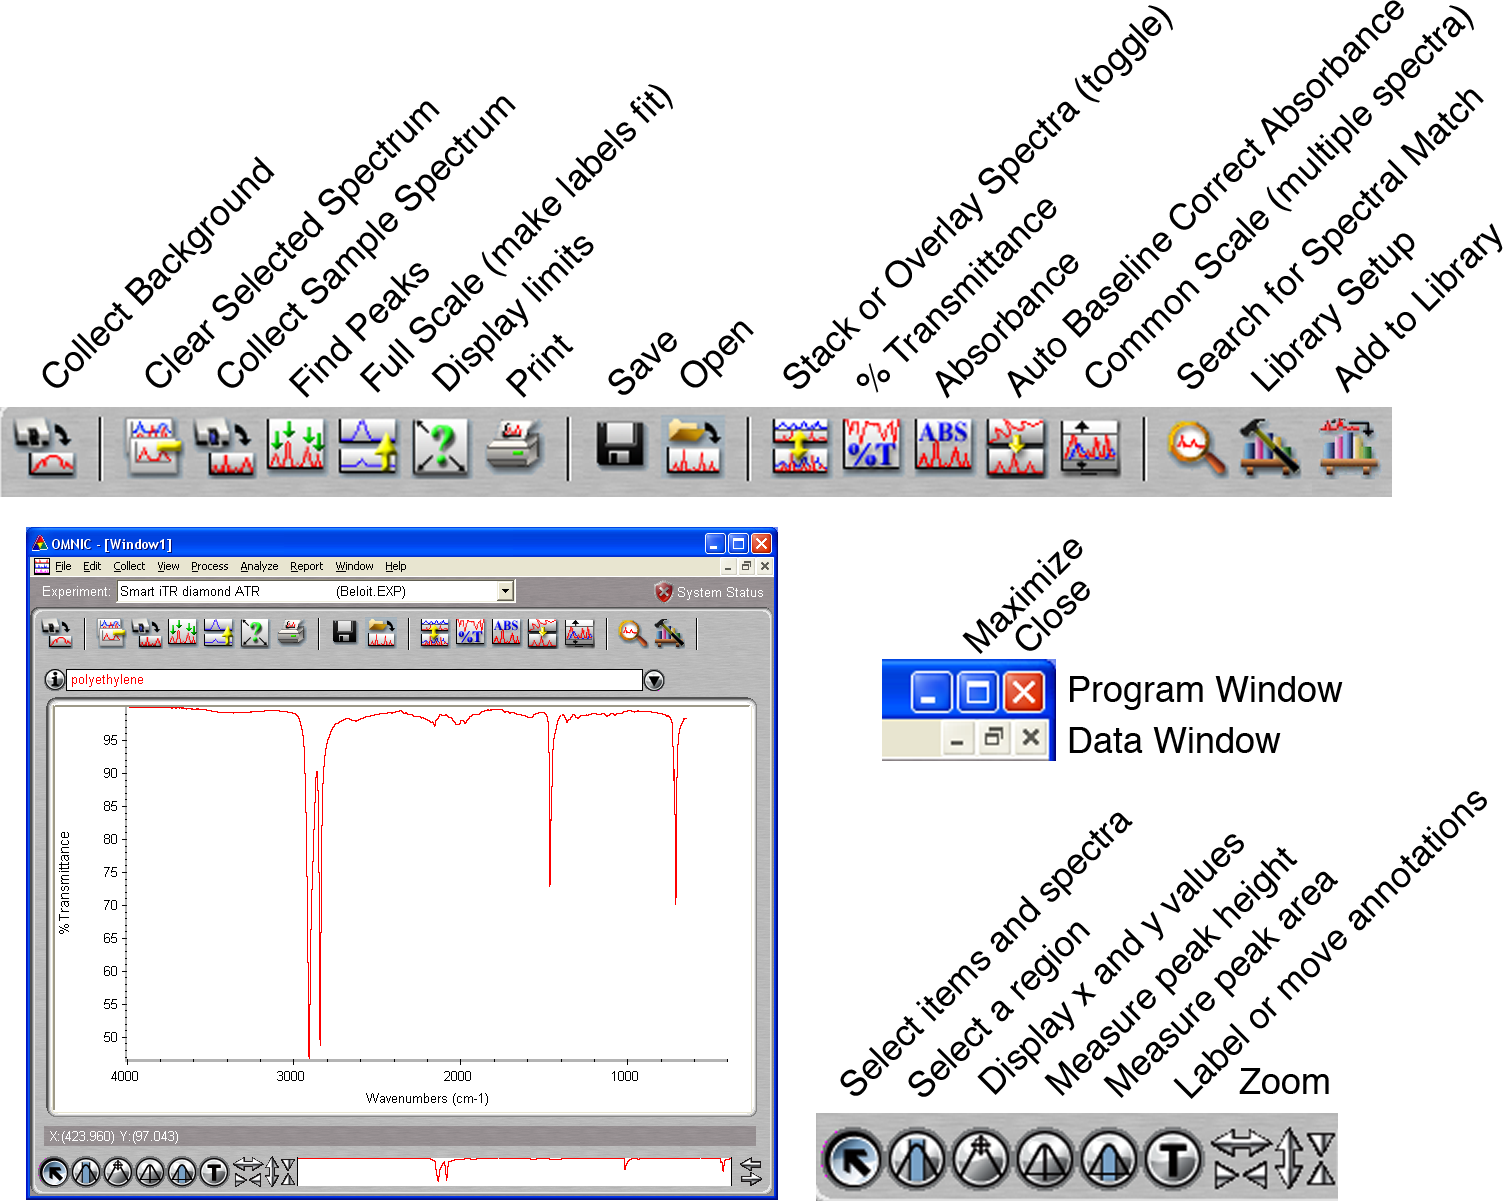 Collect Background
Clear Selected Spectrum
Collect Sample Spectrum
Find Peaks
Full Scale (make labels fit)
Display limits
Print
Save
Open
Stack or Overlay Spectra (toggle)
% Transmittance
Absorbance
Auto Baseline Correct Absorbance
Common Scale (multiple spectra)
Search for Spectral Match
Library Setup
Add to Library
?
%T
ABS
OMNIC - [Window1]
File Edit Collect View Process Analyze Report Window Help
Experiment: Smart iTR diamond ATR (Beloit.EXP) System Status
? %T ABS
i polyethylene
95
90
85
80
75
70
65
60
55
50
%Transmittance
4000 3000 2000 1000
Wavenumbers (cm-1)
X:(423.960) Y:(97.043)
T
Maximize
Close
Program Window
Data Window
Select items and spectra
Select a region
Display x and y values
Measure peak height
Measure peak area
Label or move annotations
Zoom
T